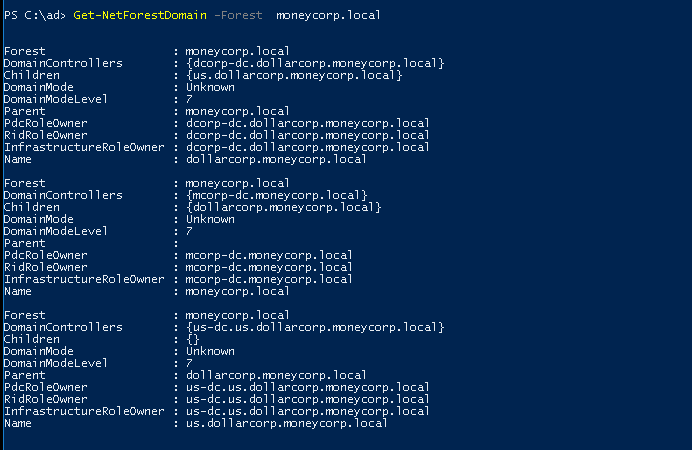 PS C:\ad> Get-NetForestDomain -Forest  moneycorp.local
Forest                  : moneycorp.local
DomainControllers       : {dcorp-dc.dollarcorp.moneycorp.local}
Children                : {us.dollarcorp.moneycorp.local}
DomainMode              : Unknown
DomainModeLevel         : 7
Parent                  : moneycorp.local
PdcRoleOwner            : dcorp-dc.dollarcorp.moneycorp.local
RidRoleOwner            : dcorp-dc.dollarcorp.moneycorp.local
InfrastructureRoleOwner : dcorp-dc.dollarcorp.moneycorp.local
Name                    : dollarcorp.moneycorp.local
Forest                  : moneycorp.local
DomainControllers       : {mcorp-dc.moneycorp.local}
Children                : {dollarcorp.moneycorp.local}
DomainMode              : Unknown
DomainModeLevel         : 7
Parent                  :
PdcRoleOwner            : mcorp-dc.moneycorp.local
RidRoleOwner            : mcorp-dc.moneycorp.local
InfrastructureRoleOwner : mcorp-dc.moneycorp.local
Name                    : moneycorp.local
Forest                  : moneycorp.local
DomainControllers       : {us-dc.us.dollarcorp.moneycorp.local}
Children                : {}
DomainMode              : Unknown
DomainModeLevel         : 7
Parent                  : dollarcorp.moneycorp.local
PdcRoleOwner            : us-dc.us.dollarcorp.moneycorp.local
RidRoleOwner            : us-dc.us.dollarcorp.moneycorp.local
InfrastructureRoleOwner : us-dc.us.dollarcorp.moneycorp.local
Name                    : us.dollarcorp.moneycorp.local